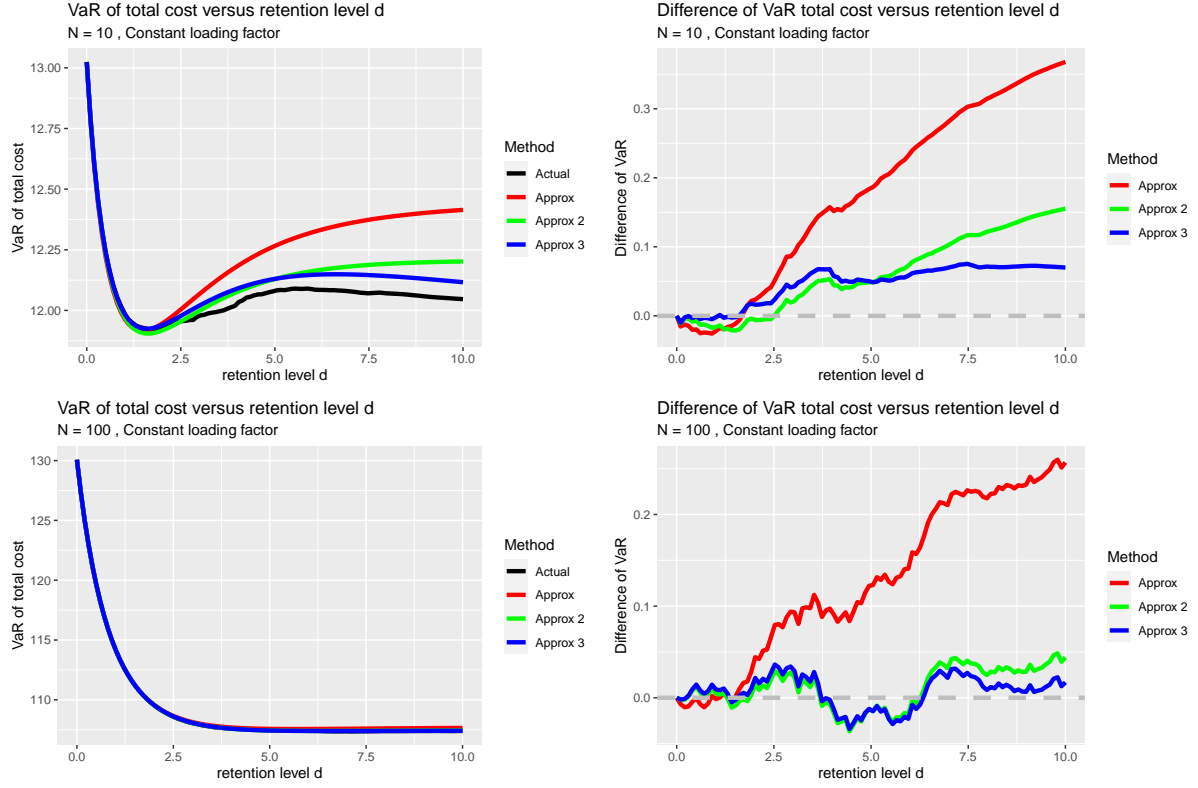 VaR of total cost versus retention level d
N = 10 , Constant loading factor
13.00
12.75
12.50
12.25
12.00
VaR of total cost
0.0
2.5
5.0
7.5
10.0
retention level d
Method
Actual
Approx
Approx 2
Approx 3
Difference of VaR total cost versus retention level d
N = 10 , Constant loading factor
0.3
0.2
0.1
0.0
Difference of VaR
0.0
2.5
5.0
7.5
10.0
retention level d
Method
Approx
Approx 2
Approx 3
VaR of total cost versus retention level d
N = 100 , Constant loading factor
130
125
120
115
110
VaR of total cost
0.0
2.5
5.0
7.5
10.0
retention level d
Method
Actual
Approx
Approx 2
Approx 3
Difference of VaR total cost versus retention level d
N = 100 , Constant loading factor
0.2
0.1
0.0
Difference of VaR
0.0
2.5
5.0
7.5
10.0
retention level d
Method
Approx
Approx 2
Approx 3